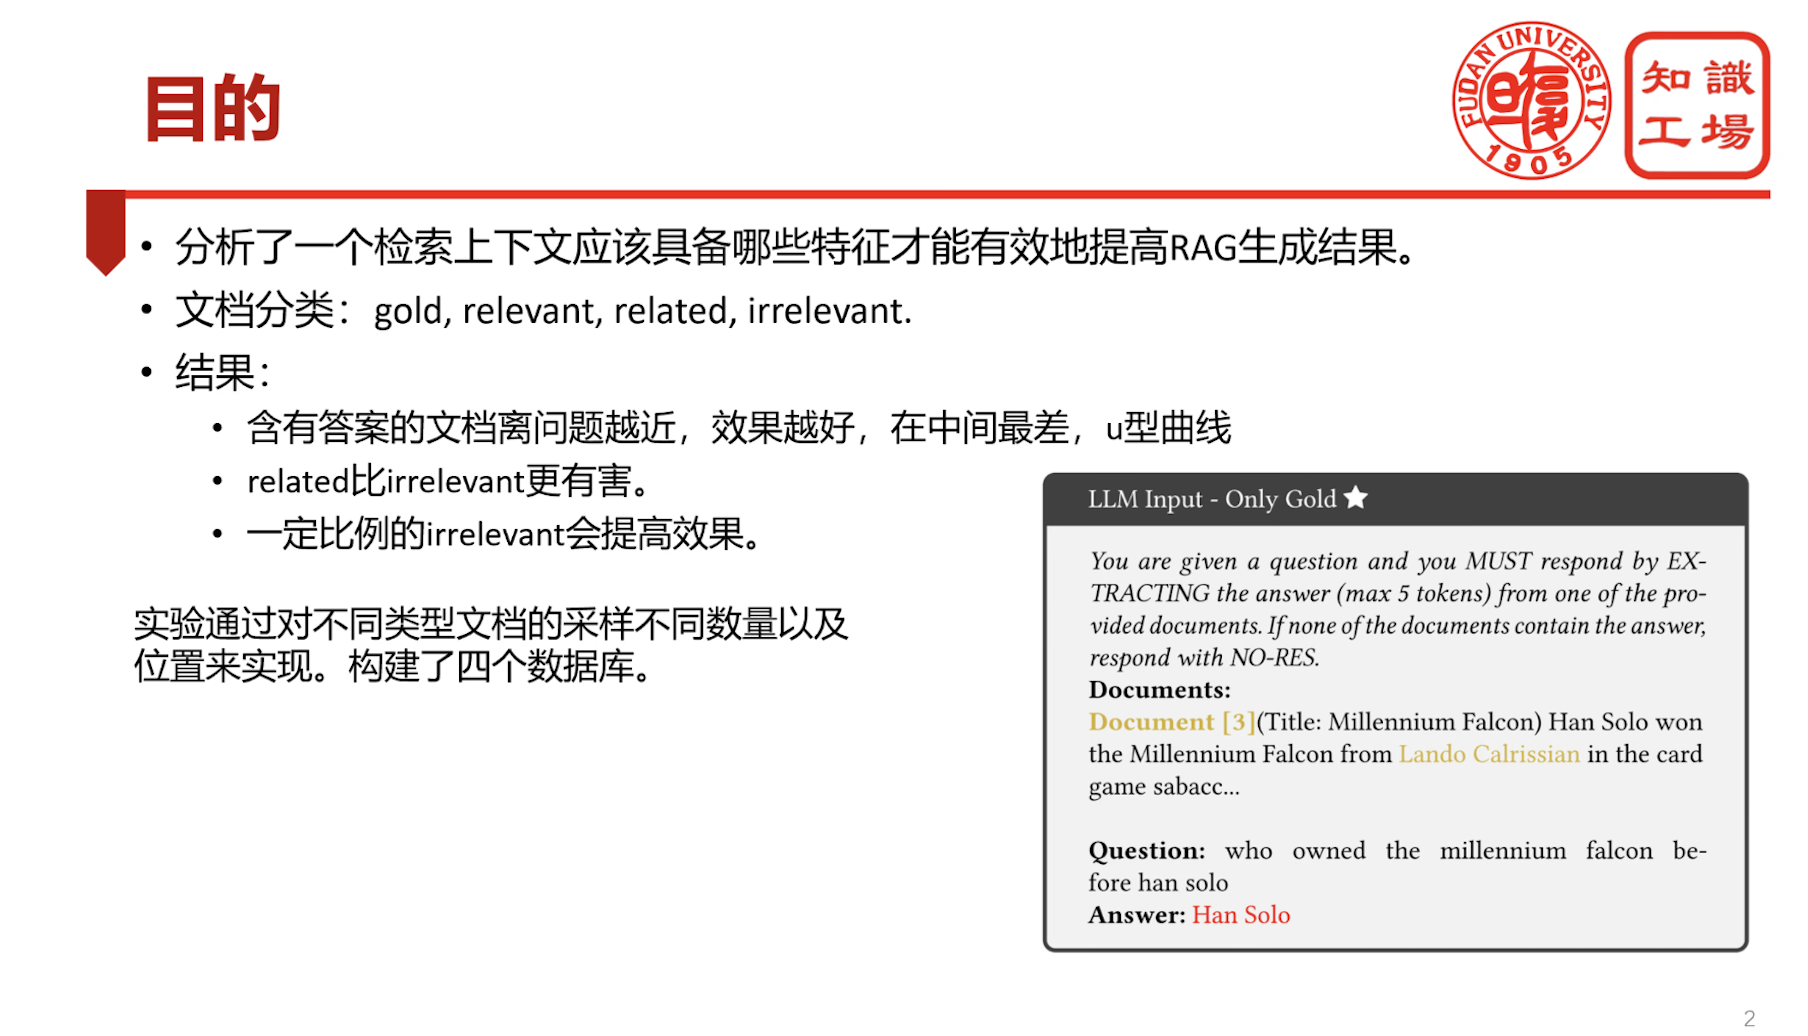 目的
FUDAN UNIVERSITY
1905
知識
工場
• 分析了一个检索上下文应该具备哪些特征才能有效地提高RAG生成结果。
• 文档分类：gold, relevant, related, irrelevant.
• 结果：
• 含有答案的文档离问题越近，效果越好，在中间最差，u型曲线
• related比irrelevant更有害。
• 一定比例的irrelevant会提高效果。
实验通过对不同类型文档的采样不同数量以及
位置来实现。构建了四个数据库。
LLM Input - Only Gold ★
You are given a question and you MUST respond by EX-
TRACTING the answer (max 5 tokens) from one of the pro-
vided documents. If none of the documents contain the answer,
respond with NO-RES.
Documents:
Document [3](Title: Millennium Falcon) Han Solo won
the Millennium Falcon from Lando Calrissian in the card
game sabacc...
Question: who owned the millennium falcon be-
fore han solo
Answer: Han Solo
2